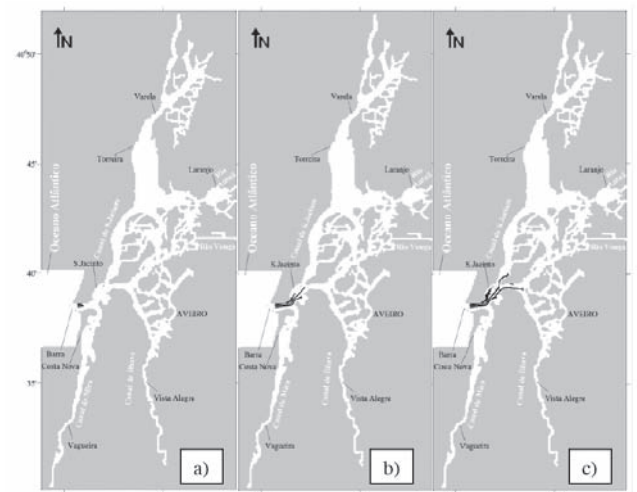 N
N
N
40°50'
45'
40'
35'
Varela
Torreira
Laranjo
Oceano Atlântico
Canal de S.Jacinto
Rio Vouga
S.Jacinto
AVEIRO
Barra
Costa Nova
Canal de Mira
Canal de Ílhavo
Vista Alegre
Vagueira
a)
Varela
Torreira
Laranjo
Oceano Atlântico
Canal de S.Jacinto
Rio Vouga
S.Jacinto
AVEIRO
Barra
Costa Nova
Canal de Mira
Canal de Ílhavo
Vista Alegre
Vagueira
b)
Varela
Torreira
Laranjo
Oceano Atlântico
Canal de S.Jacinto
Rio Vouga
S.Jacinto
AVEIRO
Barra
Costa Nova
Canal de Mira
Canal de Ílhavo
Vista Alegre
Vagueira
c)